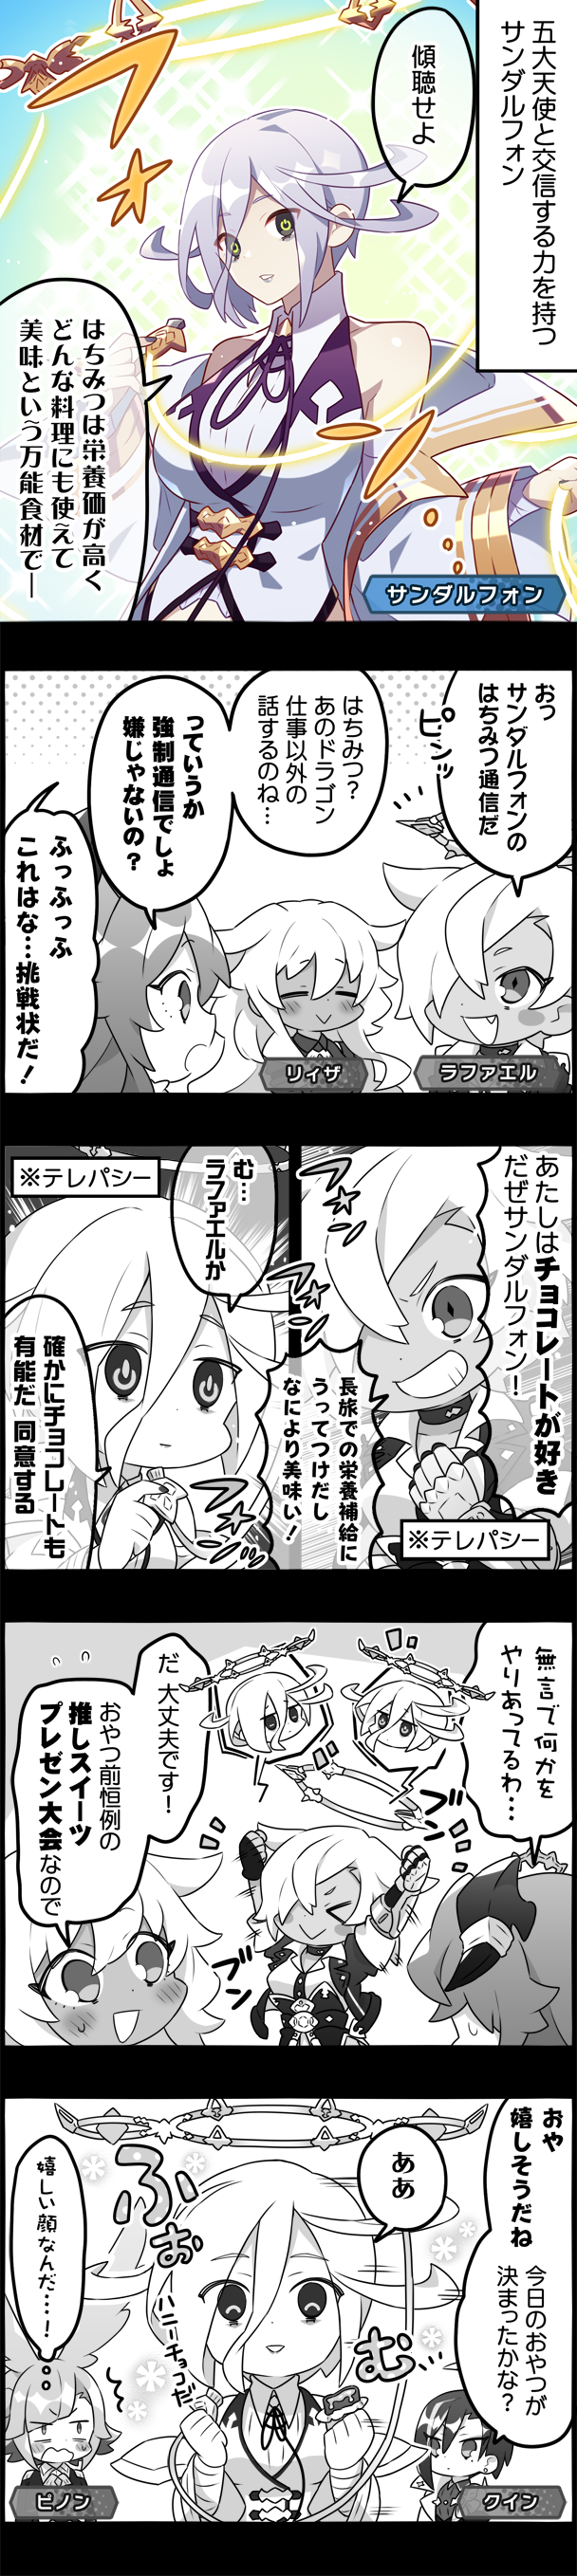 五大天使と交信する力を持つ
サンダルフォン
傾聴せよ
はちみつは栄養価が高く
どんな料理にも使えて
美味という万能食材で―
サンダルフォン
おっ
サンダルフォンの
はちみつ通信だ
ピンッ
はちみつ?
あのドラゴン
仕事以外の
話するのね…
っていうか
強制通信でしょ
嫌じゃないの?
ふっふっふ
これはな…挑戦状だ!
リィザ
ラファエル
あたしはチョコレートが好き
だぜサンダルフォン!
長旅での栄養補給に
うってつけだし
なにより美味い!
※テレパシー
む…
ラファエルか
※テレパシー
確かにチョコレートも
有能だ 同意する
無言で何かを
やりあってるわ…
だ 大丈夫です!
おやつ前恒例の
推しスイーツ
プレゼン大会なので
ブンッ
ブンッ
おや
嬉しそうだね
今日のおやつが
決まったかな?
ああ
ふぉ
む…
ハニーチョコだ
嬉しい顔なんだ…!
ピノン
クイン